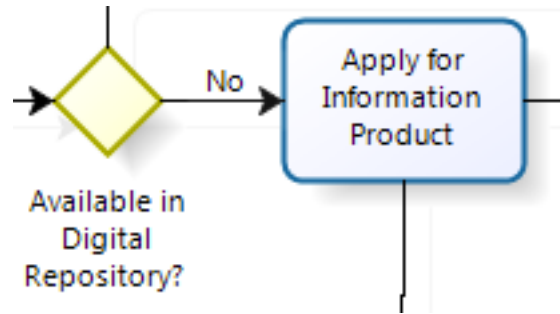 No
Apply for
Information
Product
Available in
Digital
Repository?